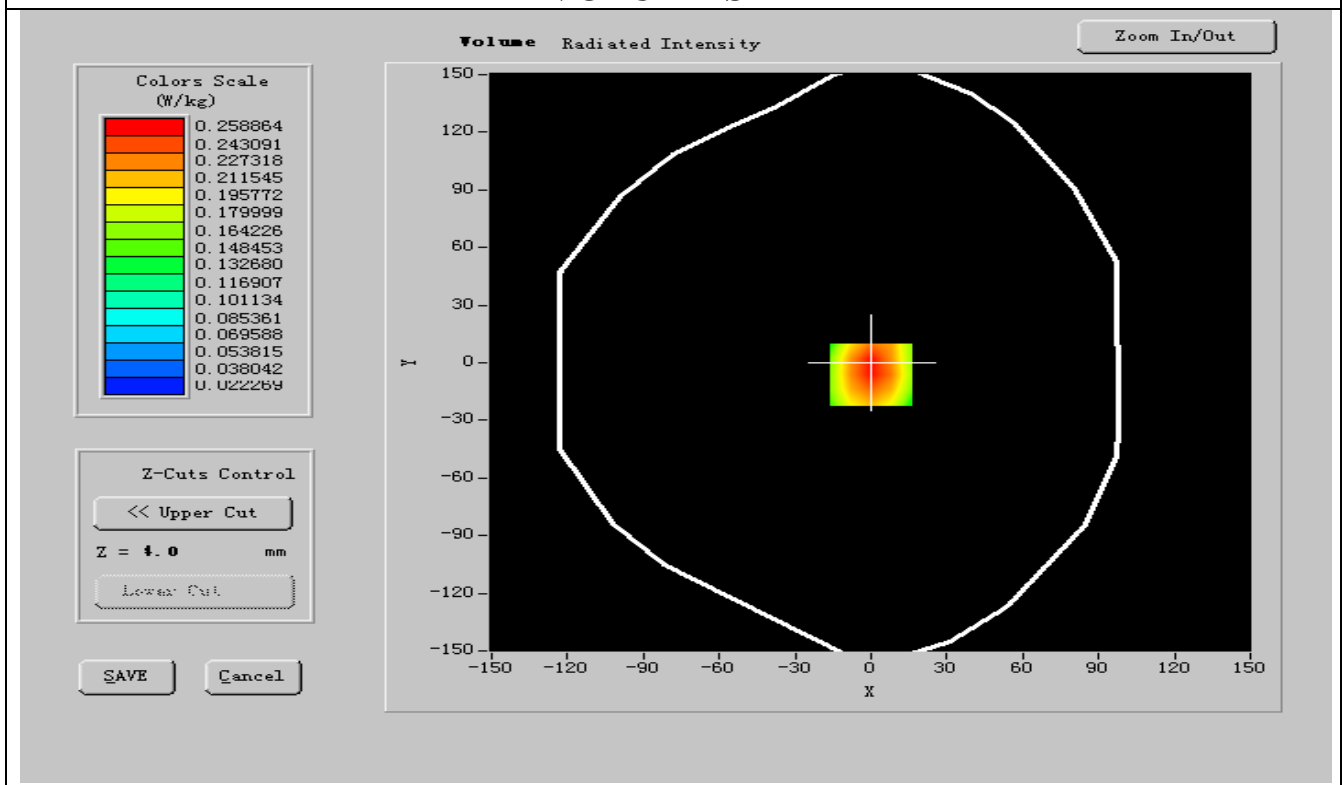 Volume Radiated Intensity
Zoom In/Out
Colors Scale
(W/kg)
0.258864
0.243091
0.227318
0.211545
0.195772
0.179999
0.164226
0.148453
0.132680
0.116907
0.101134
0.085361
0.069588
0.053815
0.038042
0.022269
Z-Cuts Control
<< Upper Cut
Z = 4.0 mm
Lower Cut
SAVE
Cancel
150
120
90
60
30
0
-30
-60
-90
-120
-150
Y
-150 -120 -90 -60 -30 0 30 60 90 120 150
X